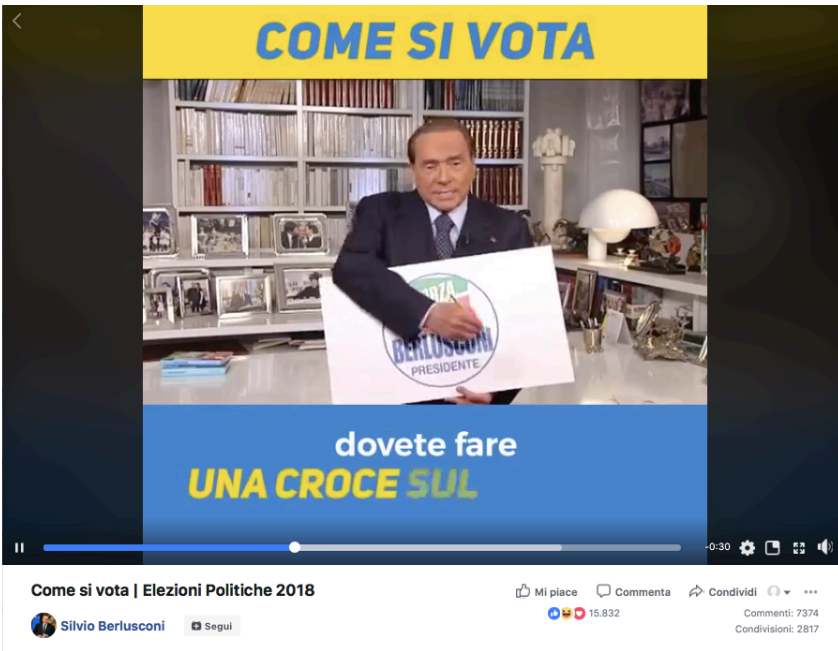 COME SI VOTA
FORZA
BERLUSCONI
PRESIDENTE
dovete fare
UNA CROCE SUL
-0:30
Come si vota | Elezioni Politiche 2018
Mi piace
Commenta
Condividi
15.832
Commenti: 7374
Silvio Berlusconi
Segui
Condivisioni: 2817